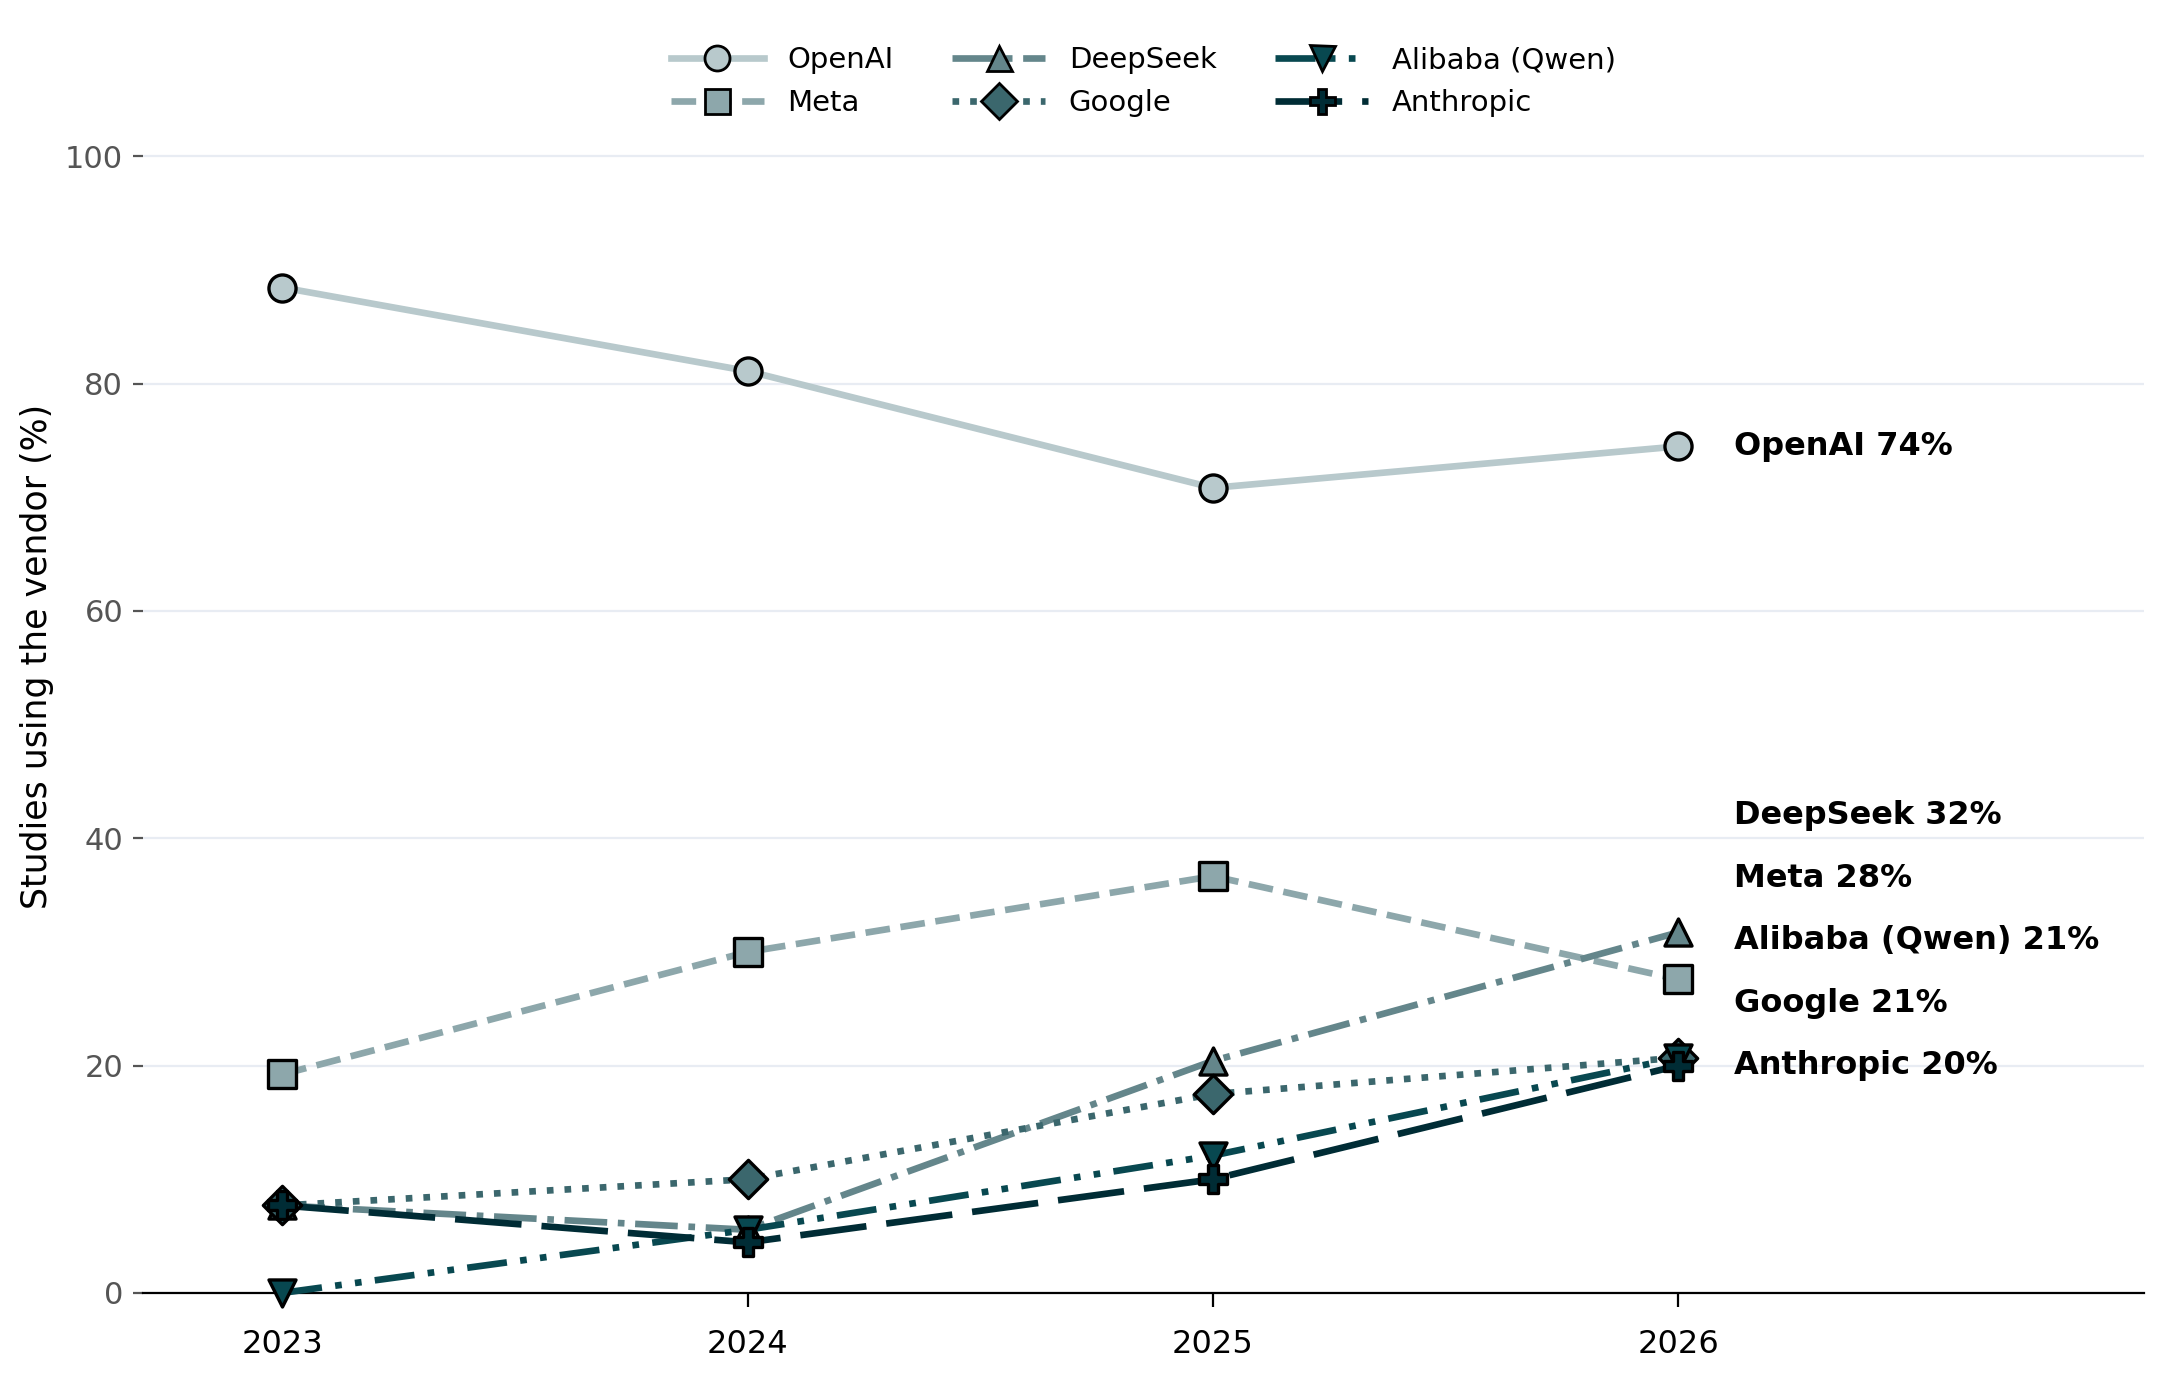 OpenAI
Meta
DeepSeek
Google
Alibaba (Qwen)
Anthropic
Studies using the vendor (%)
100
80
60
40
20
0
OpenAI 74%
DeepSeek 32%
Meta 28%
Alibaba (Qwen) 21%
Google 21%
Anthropic 20%
2023
2024
2025
2026